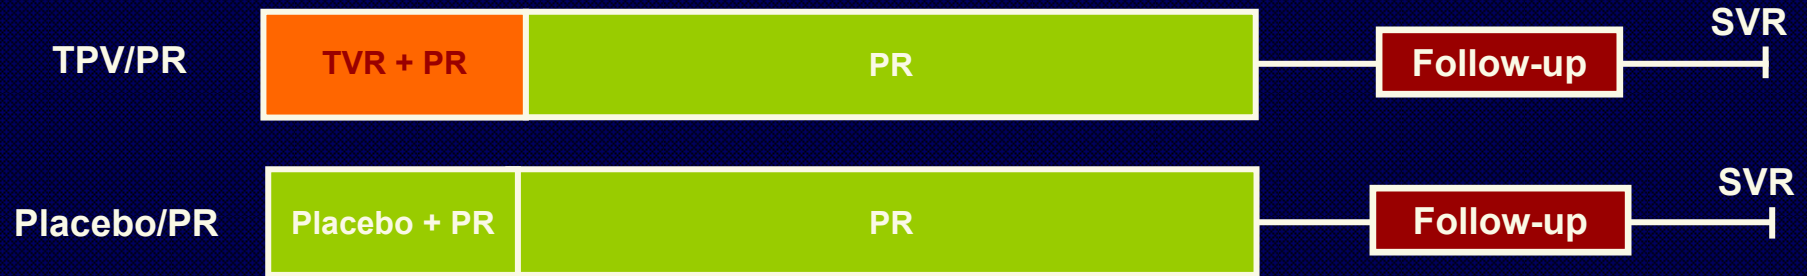 SVR
TPV/PR
TVR + PR
PR
Follow-up
SVR
Placebo/PR
Placebo + PR
PR
Follow-up